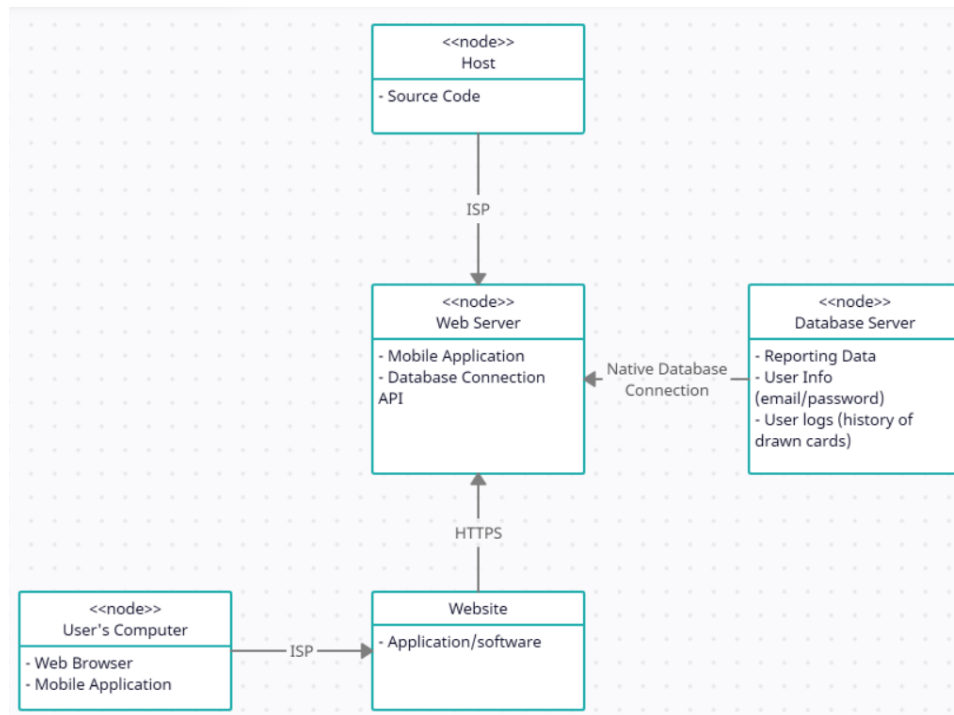 <<node>>
Host
- Source Code
ISP
<<node>>
Web Server
- Mobile Application
- Database Connection
API
Native Database
Connection
<<node>>
Database Server
- Reporting Data
- User Info
(email/password)
- User logs (history of
drawn cards)
HTTPS
<<node>>
User's Computer
- Web Browser
- Mobile Application
ISP
Website
- Application/software